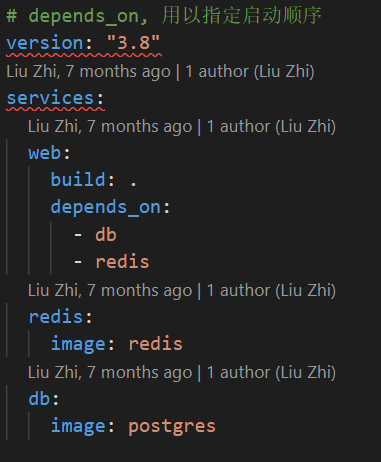 # depends_on, 用以指定启动顺序
version: "3.8"
Liu Zhi, 7 months ago | 1 author (Liu Zhi)
services:
Liu Zhi, 7 months ago | 1 author (Liu Zhi)
web:
build: .
depends_on:
- db
- redis
Liu Zhi, 7 months ago | 1 author (Liu Zhi)
redis:
image: redis
Liu Zhi, 7 months ago | 1 author (Liu Zhi)
db:
image: postgres